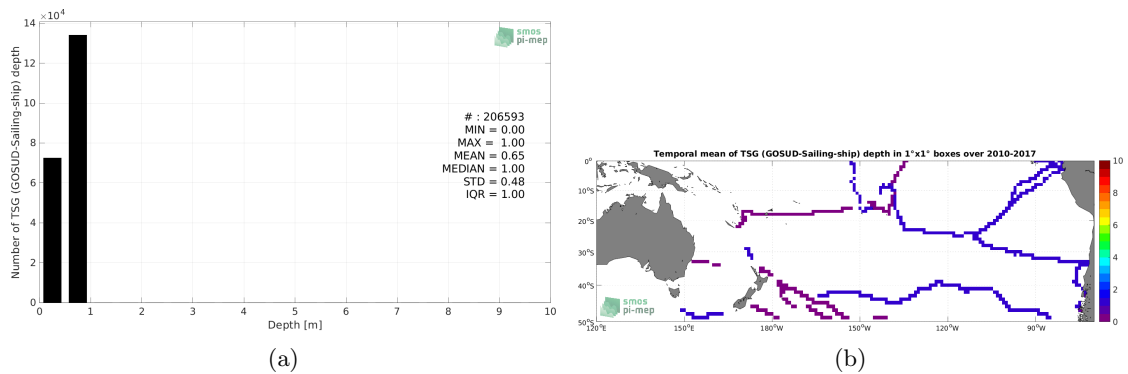 ×10⁴
14
12
10
8
6
4
2
0
Number of TSG (GOSUD-Sailing-ship) depth
0 1 2 3 4 5 6 7 8 9 10
Depth [m]
smos
pi-mep
# : 206593
MIN = 0.00
MAX = 1.00
MEAN = 0.65
MEDIAN = 1.00
STD = 0.48
IQR = 1.00
(a)
Temporal mean of TSG (GOSUD-Sailing-ship) depth in 1°x1° boxes over 2010-2017
0°
10°S
20°S
30°S
40°S
50°S
120°E 150°E 180°W 150°W 120°W 90°W
smos
pi-mep
10
8
6
4
2
0
(b)